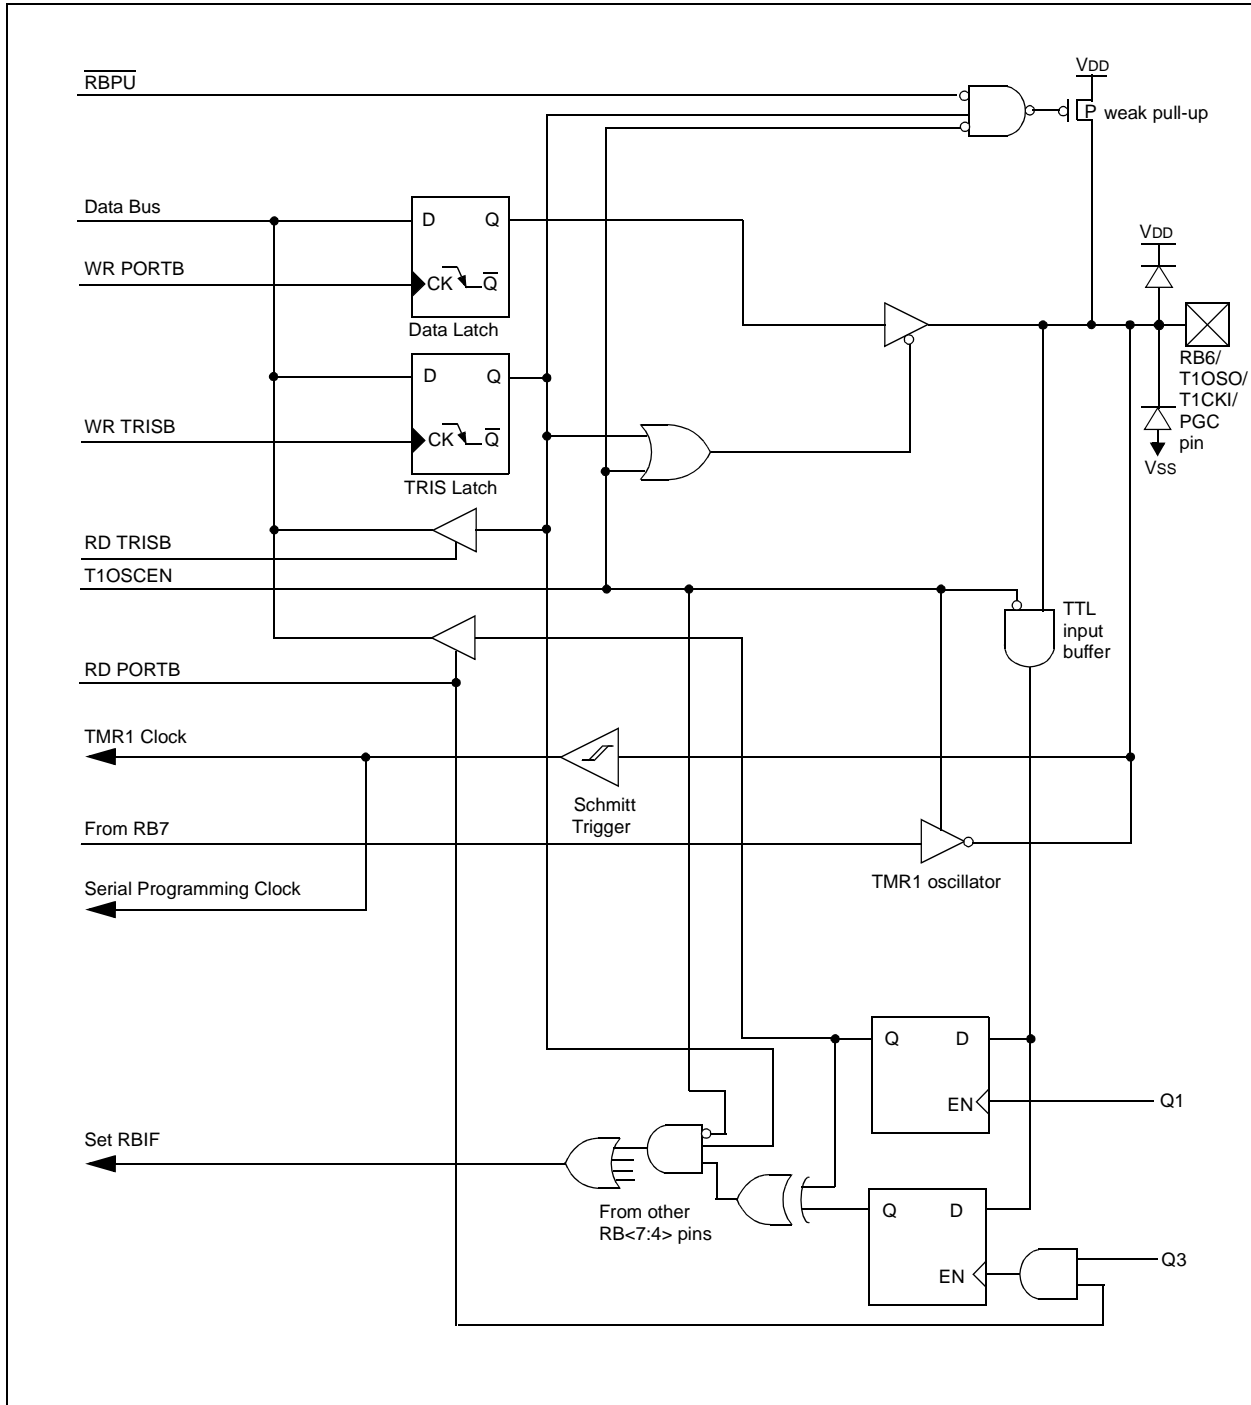 RBPU
VDD
P weak pull-up
Data Bus
D Q
VDD
WR PORTB
CK Q
Data Latch
RB6/
T1OSO/
T1CKI/
PGC
pin
D Q
WR TRISB
CK Q
VSS
TRIS Latch
RD TRISB
T1OSCEN
TTL
input
buffer
RD PORTB
TMR1 Clock
Schmitt
Trigger
From RB7
TMR1 oscillator
Serial Programming Clock
Q D
EN
Q1
Set RBIF
From other
RB<7:4> pins
Q D
EN
Q3